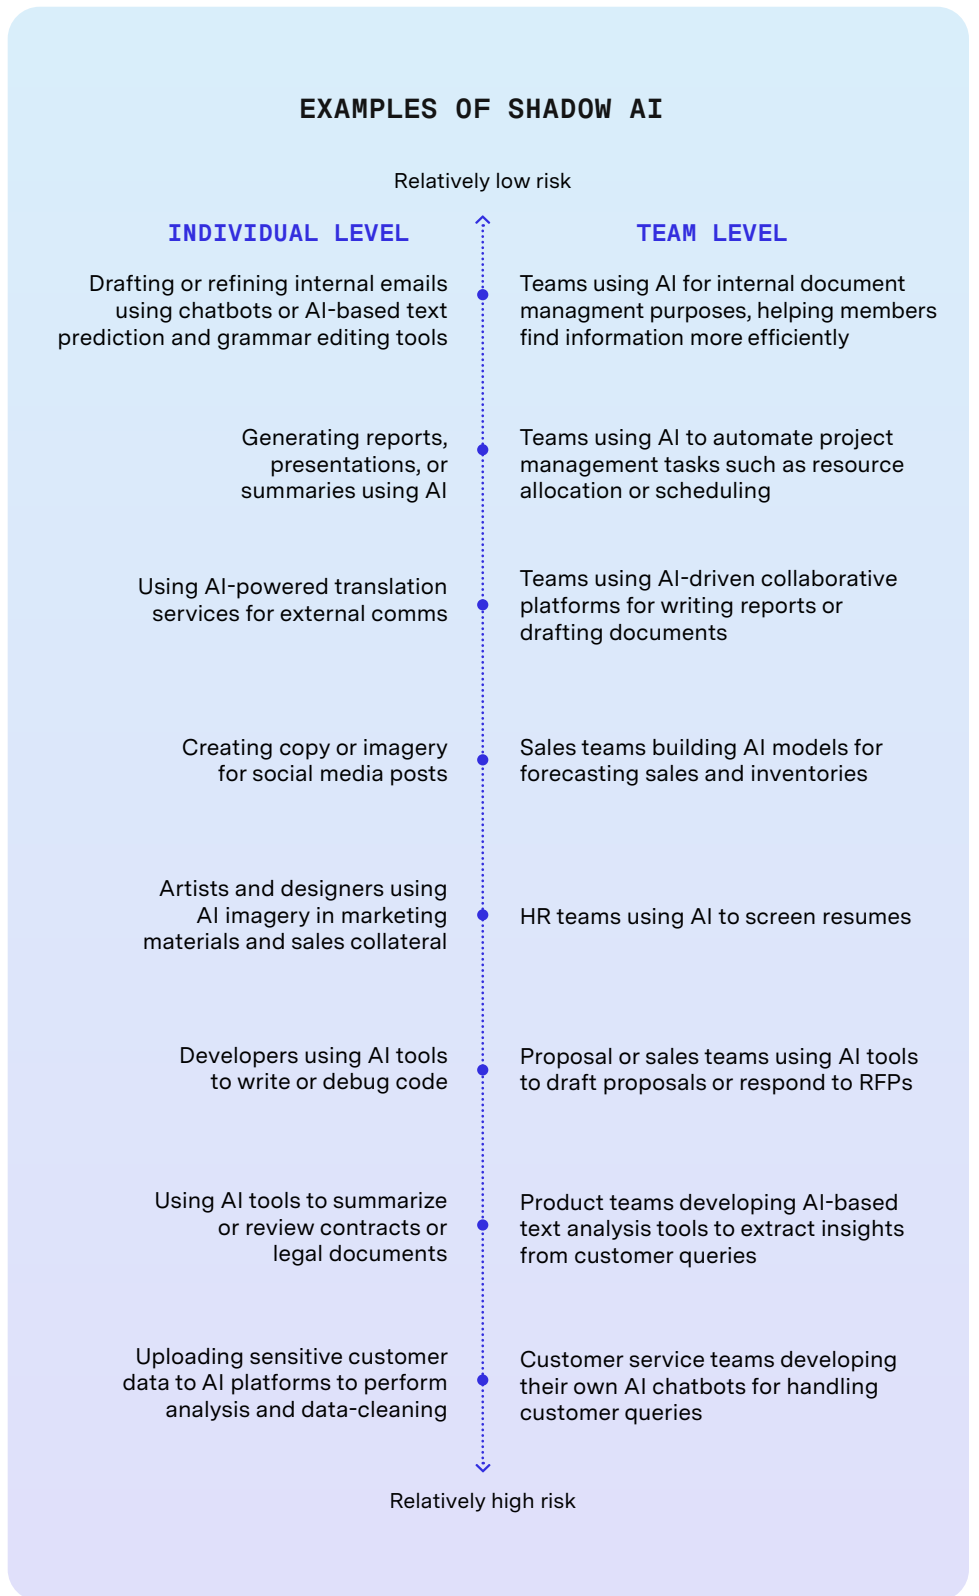 EXAMPLES OF SHADOW AI
Relatively low risk
INDIVIDUAL LEVEL
Drafting or refining internal emails
using chatbots or AI-based text
prediction and grammar editing tools
Generating reports,
presentations, or
summaries using AI
Using AI-powered translation
services for external comms
Creating copy or imagery
for social media posts
Artists and designers using
AI imagery in marketing
materials and sales collateral
Developers using AI tools
to write or debug code
Using AI tools to summarize
or review contracts or
legal documents
Uploading sensitive customer
data to AI platforms to perform
analysis and data-cleaning
TEAM LEVEL
Teams using AI for internal document
managment purposes, helping members
find information more efficiently
Teams using AI to automate project
management tasks such as resource
allocation or scheduling
Teams using AI-driven collaborative
platforms for writing reports or
drafting documents
Sales teams building AI models for
forecasting sales and inventories
HR teams using AI to screen resumes
Proposal or sales teams using AI tools
to draft proposals or respond to RFPs
Product teams developing AI-based
text analysis tools to extract insights
from customer queries
Customer service teams developing
their own AI chatbots for handling
customer queries
Relatively high risk